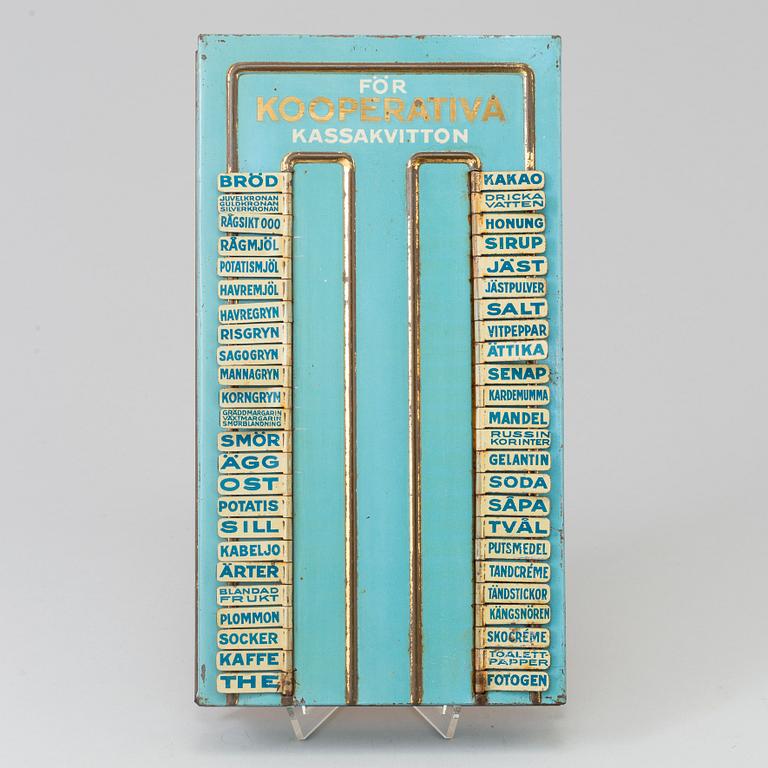 FÖR
KOOPERATIVA
KASSAKVITTON
BRÖD
JUVELKRONAN
GULDKRONAN
SILVERKRONAN
RÅGSIKT 000
RÅGMJÖL
POTATISMJÖL
HAVREMJÖL
HAVREGRYN
RISGRYN
SAGOGRYN
MANNAGRYN
KORNGRYN
GRÄDDMARGARIN
VÄXTMARGARIN
SMÖRBLANDNING
SMÖR
ÄGG
OST
POTATIS
SILL
KABELJO
ÄRTER
BLANDAD
FRUKT
PLOMMON
SOCKER
KAFFE
THE
KAKAO
DRICKA
VATTEN
HONUNG
SIRUP
JÄST
JÄSTPULVER
SALT
VITPEPPAR
ÄTTIKA
SENAP
KARDEMUMMA
MANDEL
RUSSIN
KORINTER
GELANTIN
SODA
SÅPA
TVÅL
PUTSMEDEL
TANDCRÉME
TÄNDSTICKOR
KÄNGSNÖREN
SKOCRÉME
TOALETT-
PAPPER
FOTOGEN